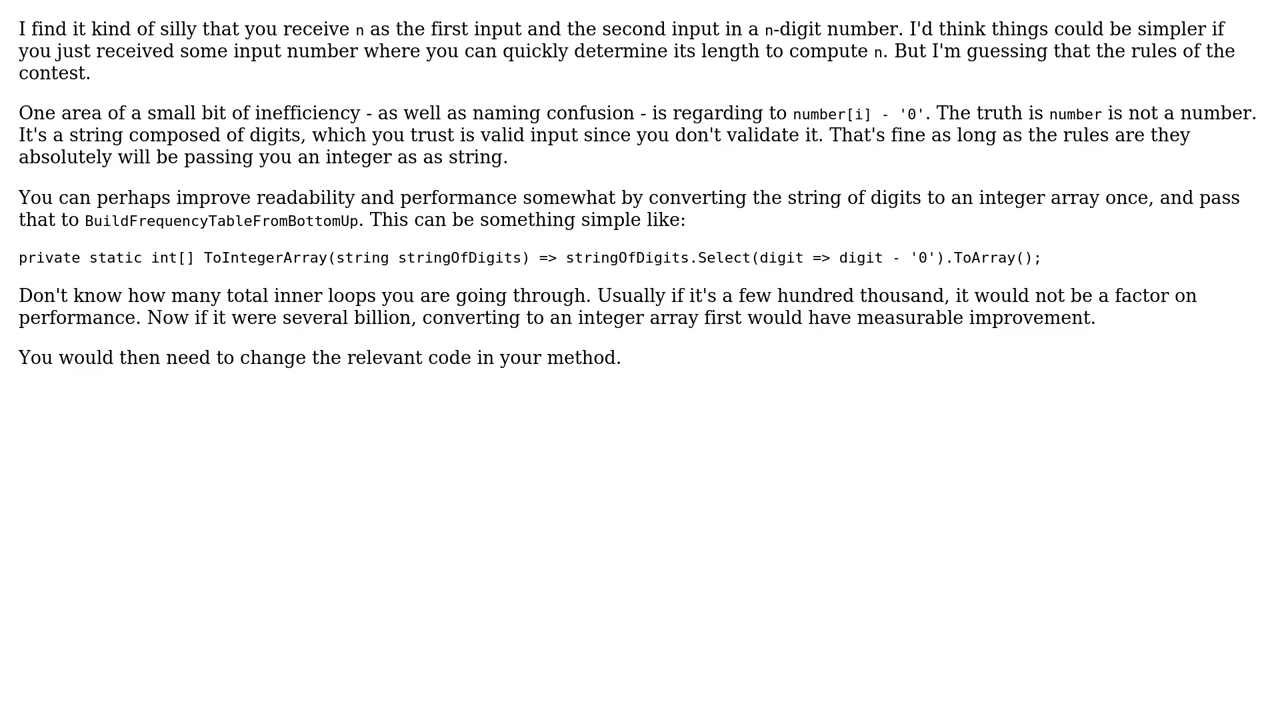 I find it kind of silly that you receive n as the first input and the second input in a n-digit number. I'd think things could be simpler if
you just received some input number where you can quickly determine its length to compute n. But I'm guessing that the rules of the
contest.
One area of a small bit of inefficiency - as well as naming confusion - is regarding to number[i] - '0'. The truth is number is not a number.
It's a string composed of digits, which you trust is valid input since you don't validate it. That's fine as long as the rules are they
absolutely will be passing you an integer as as string.
You can perhaps improve readability and performance somewhat by converting the string of digits to an integer array once, and pass
that to BuildFrequencyTableFromBottomUp. This can be something simple like:
private static int[] ToIntegerArray(string stringOfDigits) => stringOfDigits.Select(digit => digit - '0').ToArray();
Don't know how many total inner loops you are going through. Usually if it's a few hundred thousand, it would not be a factor on
performance. Now if it were several billion, converting to an integer array first would have measurable improvement.
You would then need to change the relevant code in your method.